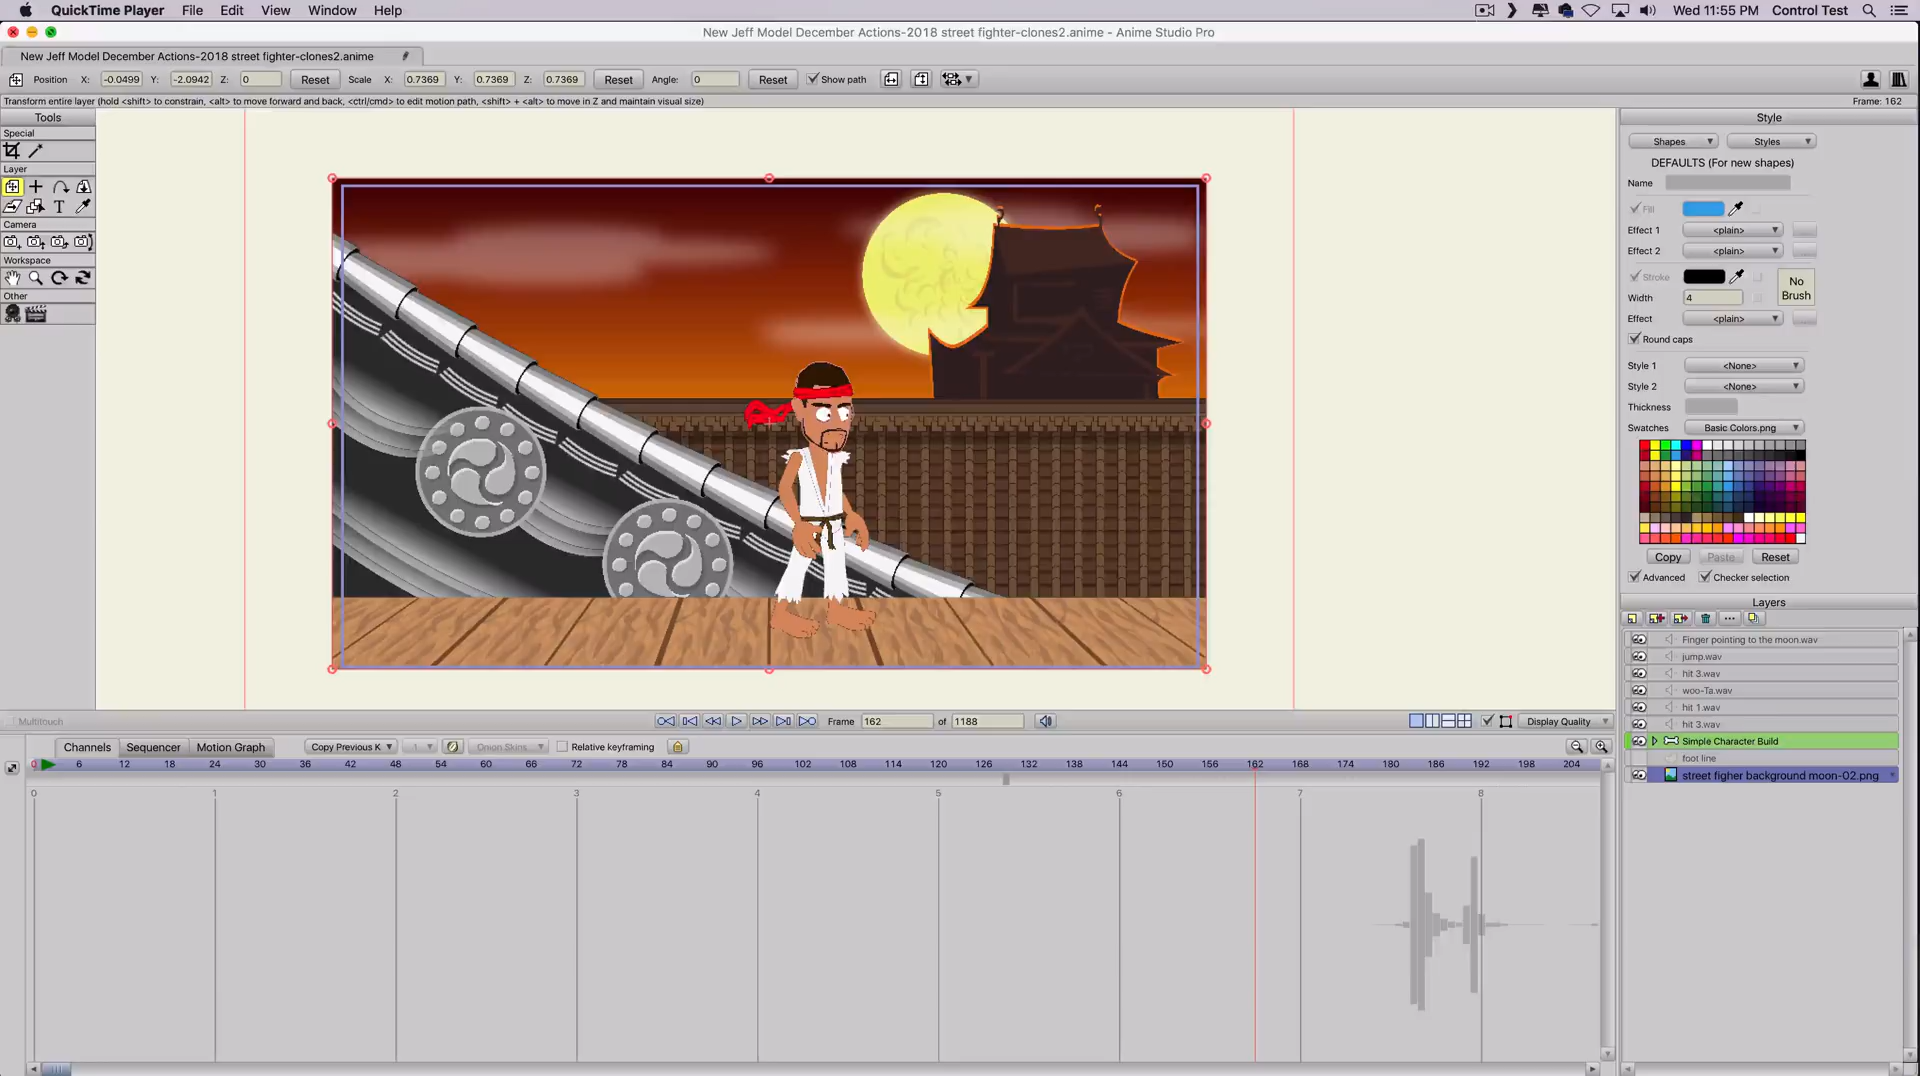 QuickTime Player File Edit View Window Help Wed 11:55 PM Control Test
New Jeff Model December Actions-2018 street fighter-clones2.anime - Anime Studio Pro
New Jeff Model December Actions-2018 street fighter-clones2.anime
Position X: -0.0499 Y: -2.0942 Z: 0 Reset Scale X: 0.7369 Y: 0.7369 Z: 0.7369 Reset Angle: 0 Reset Show path
Transform entire layer (hold <shift> to constrain, <alt> to move forward and back, <ctrl/cmd> to edit motion path, <shift> + <alt> to move in Z and maintain visual size) Frame: 162
Tools
Special
Layer
T
Camera
Workspace
Other
Style
Shapes Styles
DEFAULTS (For new shapes)
Name
Fill
Effect 1 <plain>
Effect 2 <plain>
Stroke
No
Brush
Width 4
Effect <plain>
Round caps
Style 1 <None>
Style 2 <None>
Thickness
Swatches Basic Colors.png
Copy Paste Reset
Advanced Checker selection
Layers
Finger pointing to the moon.wav
jump.wav
hit 3.wav
woo-Ta.wav
hit 1.wav
hit 3.wav
Simple Character Build
foot line
street figher background moon-02.png
Multitouch
Frame 162 of 1188
Display Quality
Channels Sequencer Motion Graph Copy Previous K 1 Onion Skins Relative keyframing
0 6 12 18 24 30 36 42 48 54 60 66 72 78 84 90 96 102 108 114 120 126 132 138 144 150 156 162 168 174 180 186 192 198 204
0 1 2 3 4 5 6 7 8